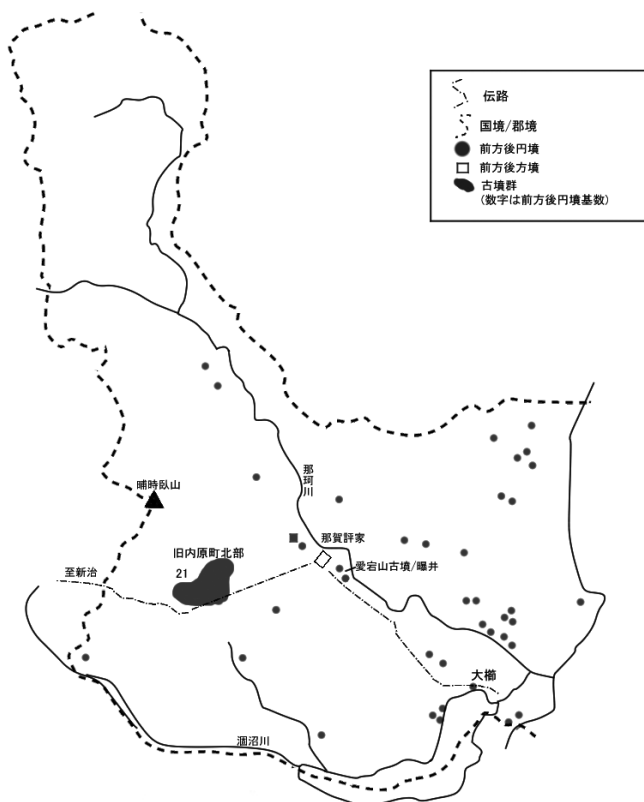 伝路
国境/郡境
前方後円墳
前方後方墳
古墳群
(数字は前方後円墳基数)
哺時臥山
那珂川
那賀評家
旧内原町北部
愛宕山古墳/曝井
21
至新治
大櫛
涸沼川